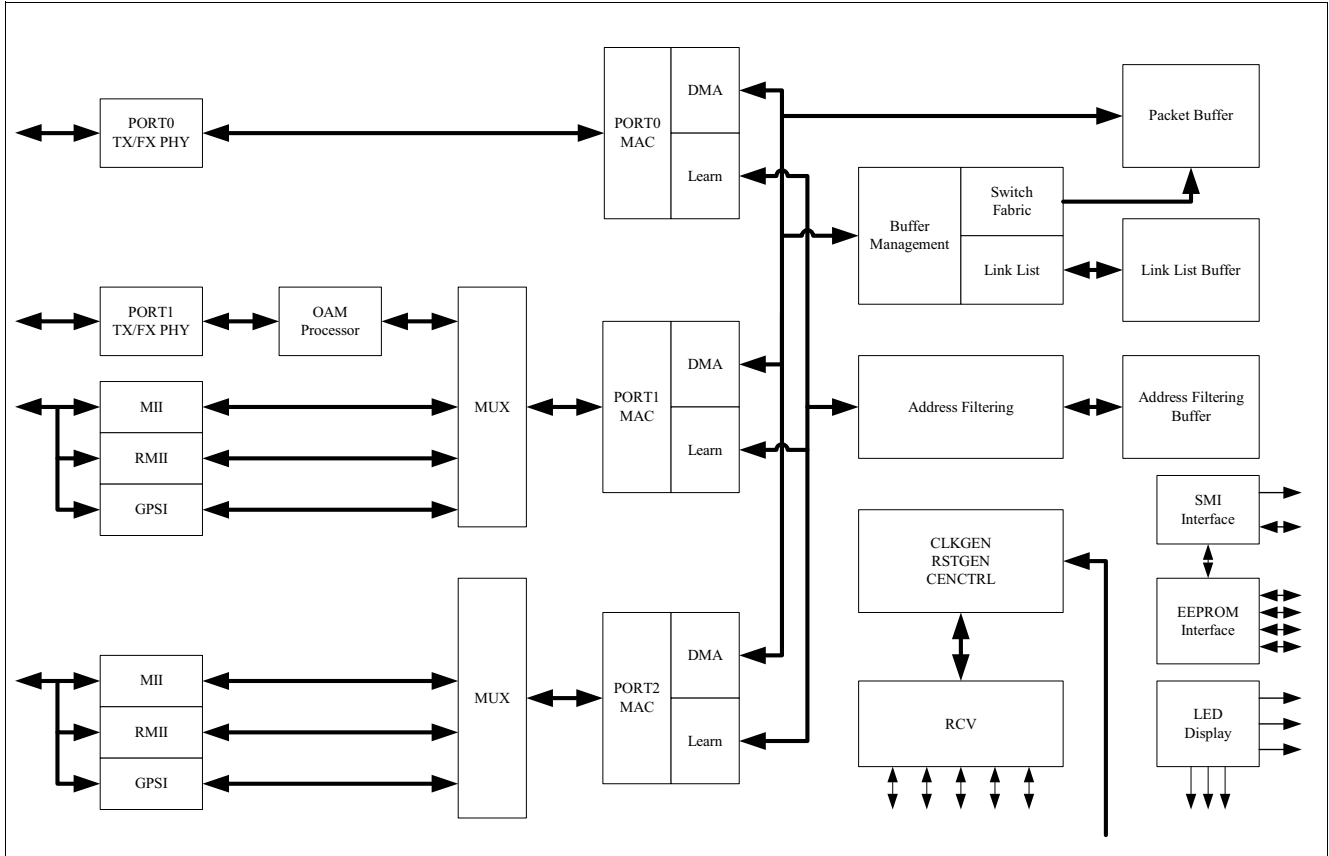 PORT0
TX/FX PHY
PORT0
MAC
DMA
Learn
Packet Buffer
Buffer
Management
Switch
Fabric
Link List
Link List Buffer
PORT1
TX/FX PHY
OAM
Processor
MII
RMII
GPSI
MUX
PORT1
MAC
DMA
Learn
Address Filtering
Address Filtering
Buffer
SMI
Interface
CLKGEN
RSTGEN
CENCTRL
EEPROM
Interface
MII
RMII
GPSI
MUX
PORT2
MAC
DMA
Learn
RCV
LED
Display